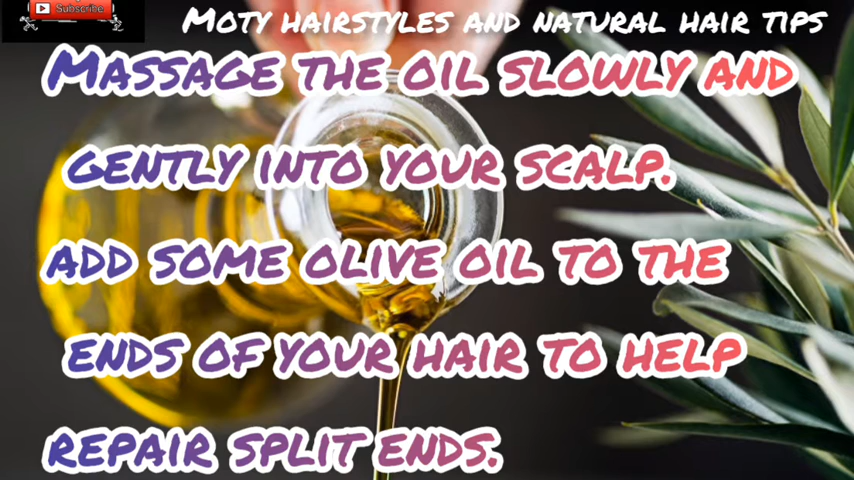 Subscribe
Moty hairstyles and natural hair tips
Massage the oil slowly and
gently into your scalp.
add some olive oil to the
ends of your hair to help
repair split ends.